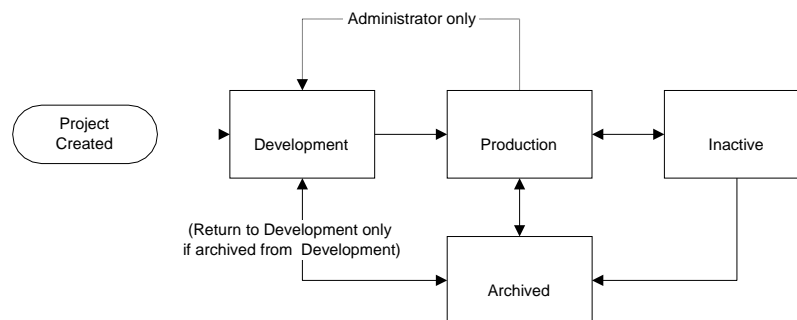 Administrator only
Project
Created
Development
Production
Inactive
(Return to Development only
if archived from Development)
Archived